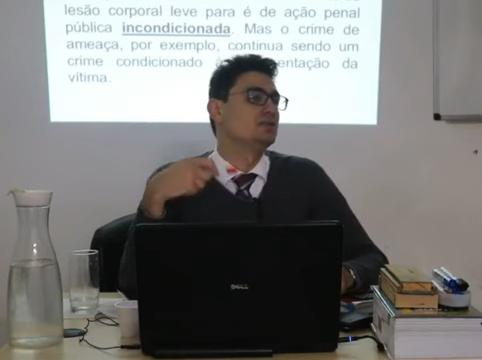 lesão corporal leve para é de ação penal
pública incondicionada. Mas o crime de
ameaça, por exemplo, continua sendo um
crime condicionado à da
vítima.
DELL